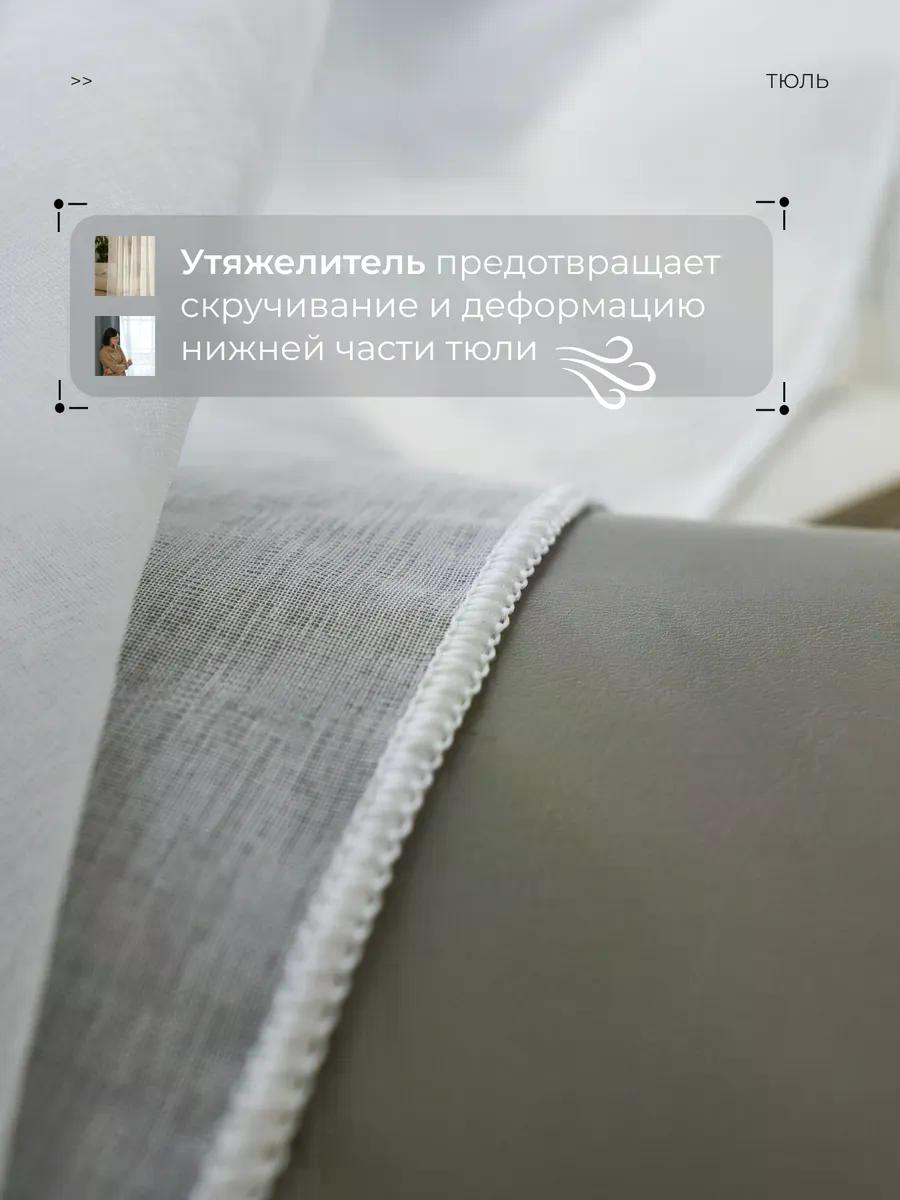 >>
ТЮЛЬ
Утяжелитель предотвращает
скручивание и деформацию
нижней части тюли